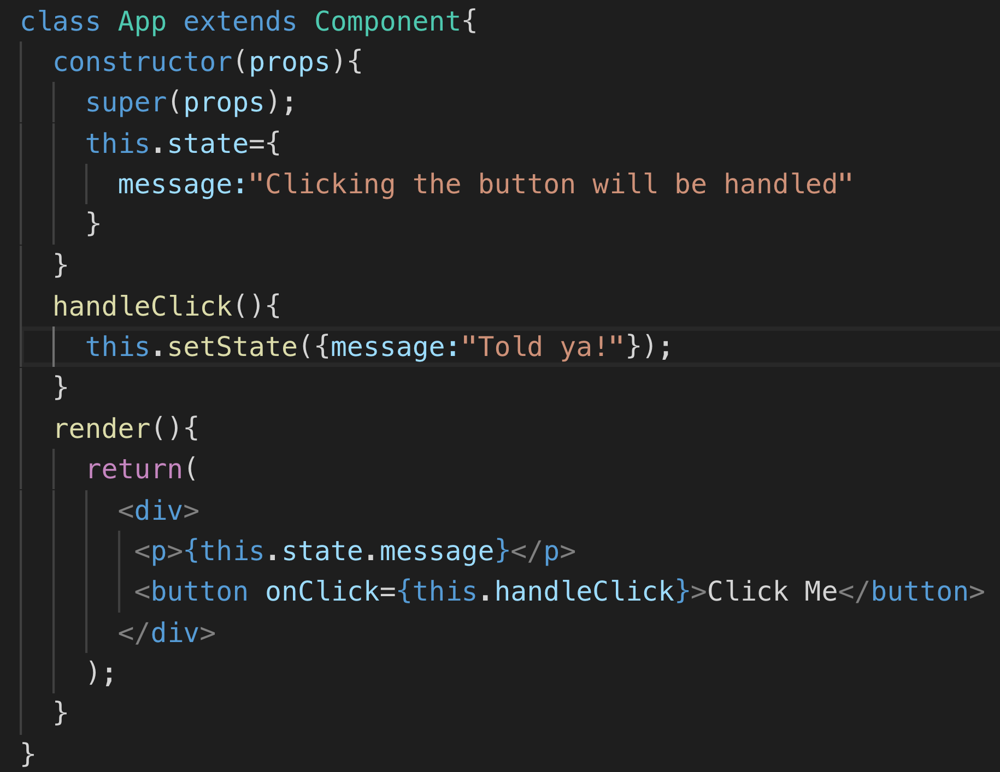 class App extends Component{
  constructor(props){
    super(props);
    this.state={
      message:"Clicking the button will be handled"
    }
  }
  handleClick(){
    this.setState({message:"Told ya!"});
  }
  render(){
    return(
      <div>
       <p>{this.state.message}</p>
       <button onClick={this.handleClick}>Click Me</button>
      </div>
    );
  }
}